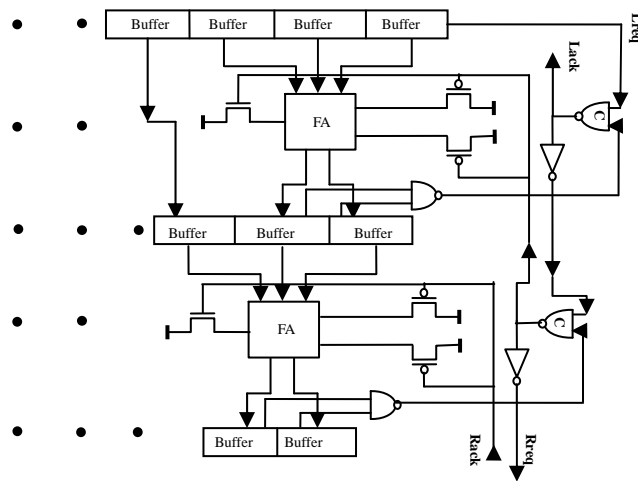 Buffer Buffer Buffer Buffer
Lreq
Lack
FA
C
Buffer Buffer Buffer
FA
C
Buffer Buffer
Rack
Rreq